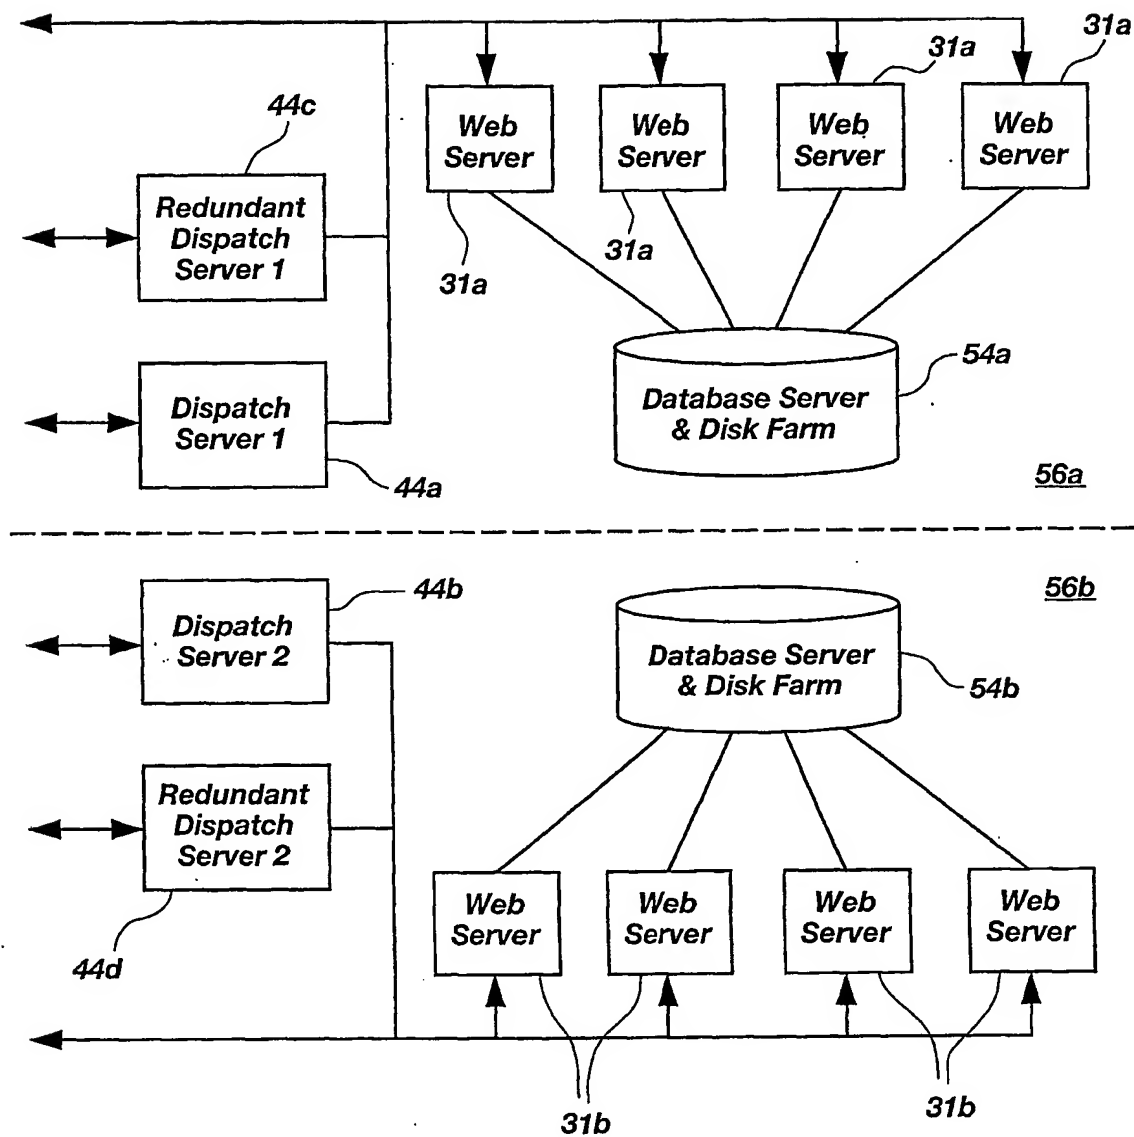 31a
31a
44c
Web
Server
Web
Server
Web
Server
Web
Server
Redundant
Dispatch
Server 1
31a
31a
Dispatch
Server 1
54a
Database Server
& Disk Farm
44a
56a
44b
56b
Dispatch
Server 2
Database Server
& Disk Farm
54b
Redundant
Dispatch
Server 2
Web
Server
Web
Server
Web
Server
Web
Server
44d
31b
31b